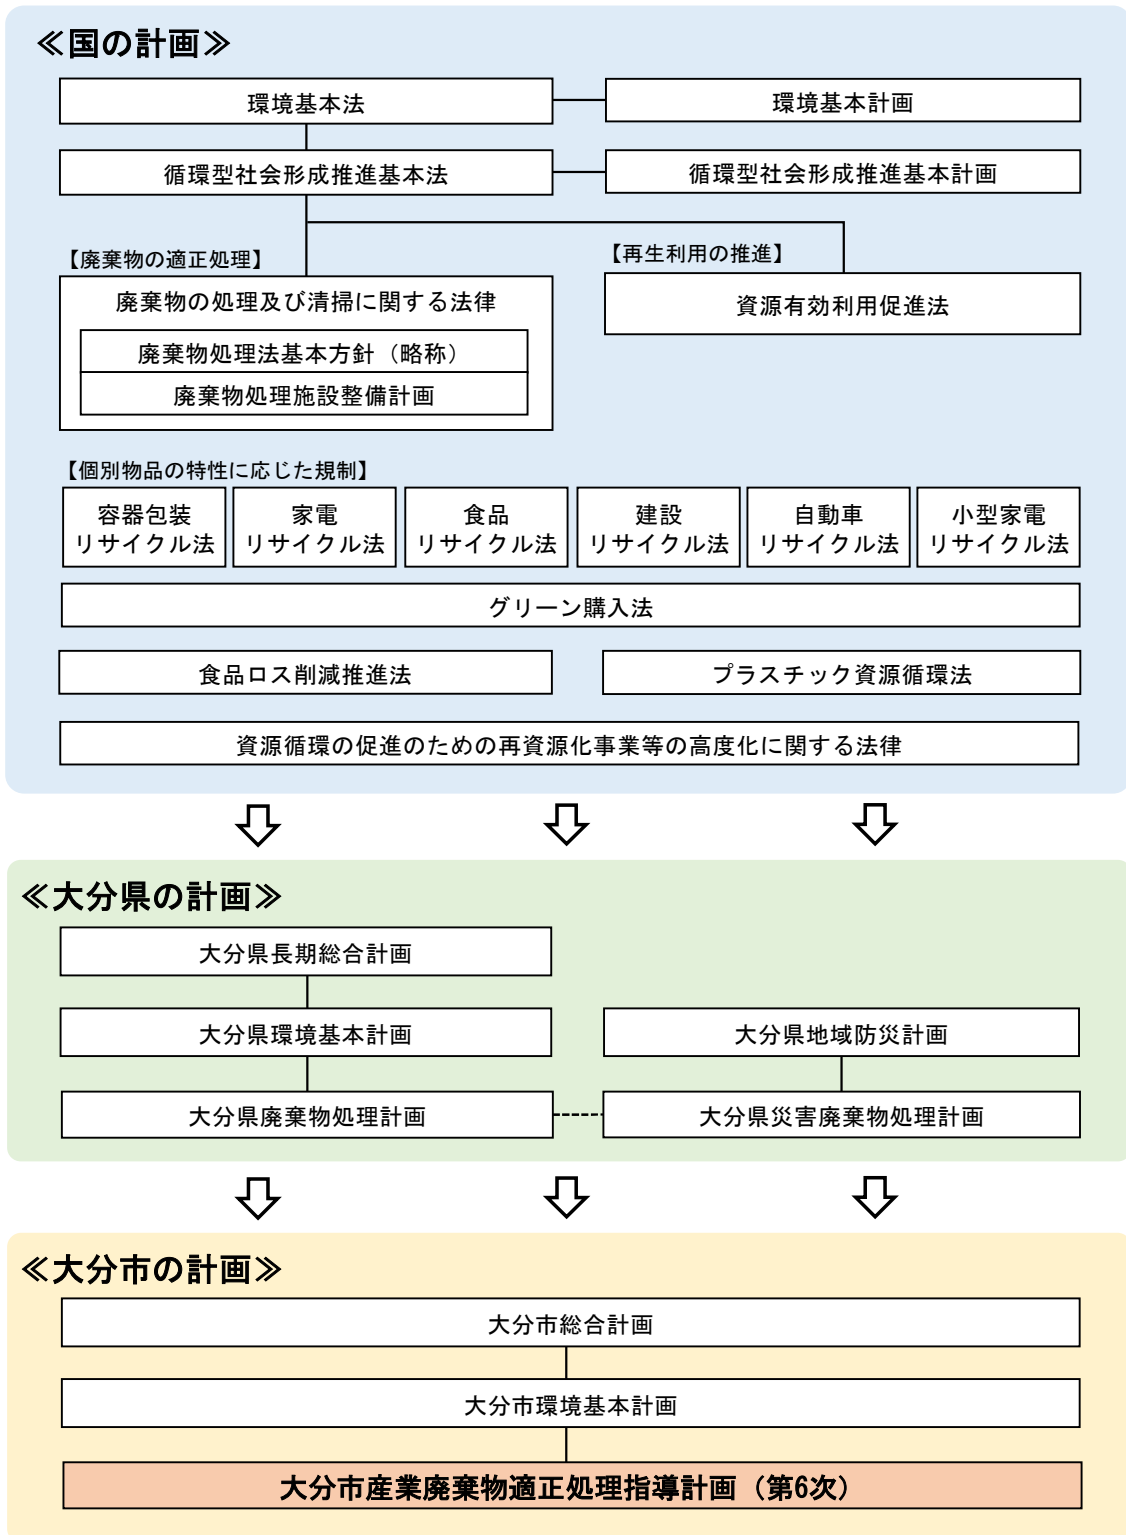 ≪国の計画≫
環境基本法
環境基本計画
循環型社会形成推進基本法
循環型社会形成推進基本計画
【廃棄物の適正処理】
【再生利用の推進】
廃棄物の処理及び清掃に関する法律
資源有効利用促進法
廃棄物処理法基本方針（略称）
廃棄物処理施設整備計画
【個別物品の特性に応じた規制】
容器包装
リサイクル法
家電
リサイクル法
食品
リサイクル法
建設
リサイクル法
自動車
リサイクル法
小型家電
リサイクル法
グリーン購入法
食品ロス削減推進法
プラスチック資源循環法
資源循環の促進のための再資源化事業等の高度化に関する法律
≪大分県の計画≫
大分県長期総合計画
大分県環境基本計画
大分県地域防災計画
大分県廃棄物処理計画
大分県災害廃棄物処理計画
≪大分市の計画≫
大分市総合計画
大分市環境基本計画
大分市産業廃棄物適正処理指導計画（第6次）